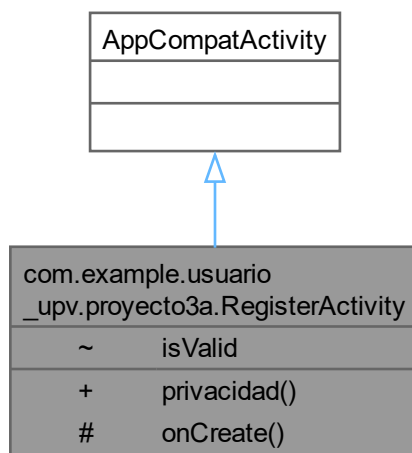 AppCompatActivity
com.example.usuario
_upv.proyecto3a.RegisterActivity
~ isValid
+ privacidad()
# onCreate()